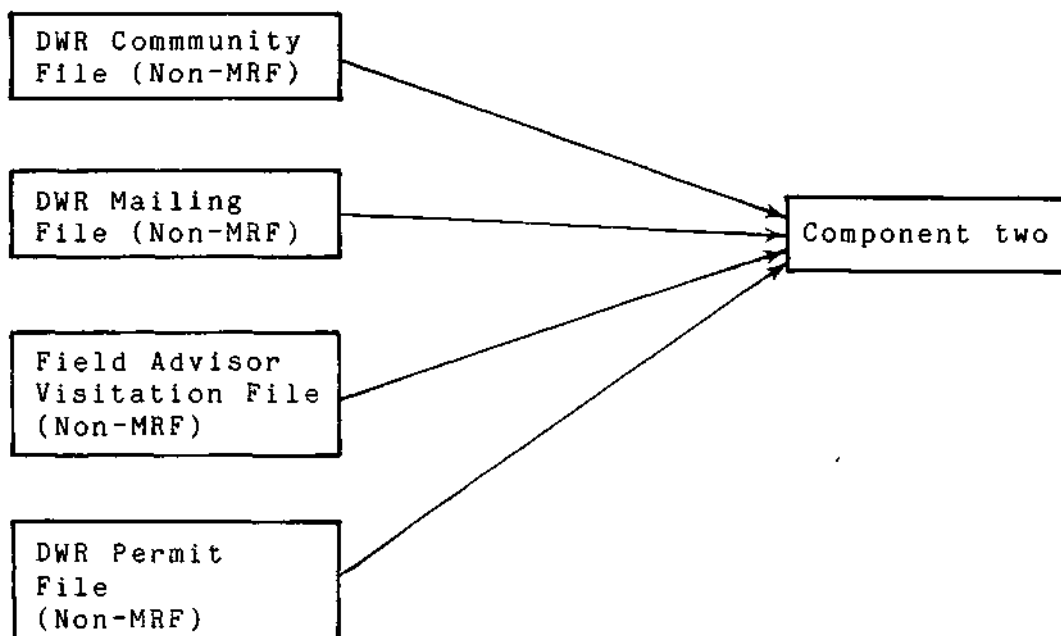 DWR Commmunity
File (Non-MRF)
DWR Mailing
File (Non-MRF)
Component two
Field Advisor
Visitation File
(Non-MRF)
DWR Permit
File
(Non-MRF)